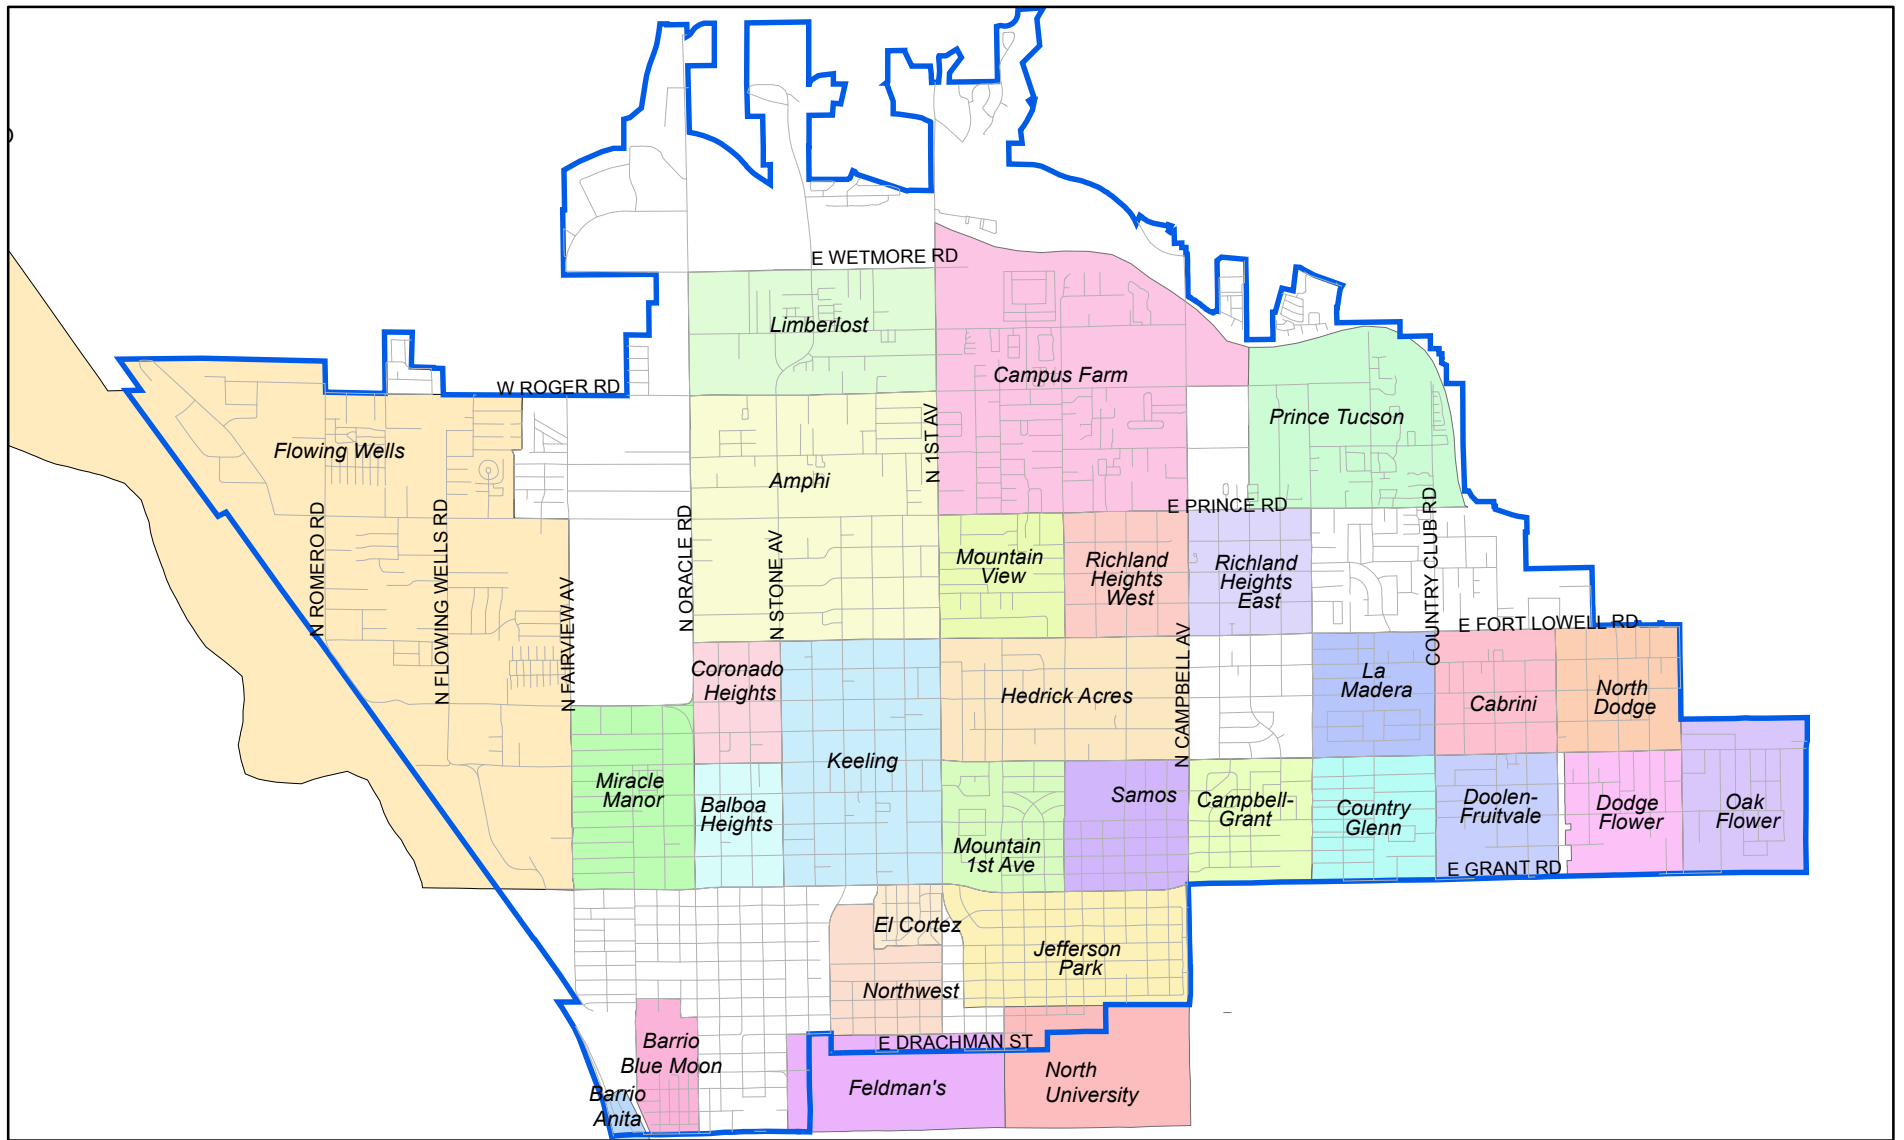 E WETMORE RD
Limberlost
Campus Farm
W ROGER RD
Prince Tucson
Flowing Wells
N 1ST AV
Amphi
E PRINCE RD
N ROMERO RD
N FLOWING WELLS RD
N FAIRVIEW AV
N ORACLE RD
N STONE AV
Mountain
View
Richland
Heights
West
Richland
Heights
East
COUNTRY CLUB RD
E FORT LOWELL RD
Coronado
Heights
Hedrick Acres
N CAMPBELL AV
La
Madera
Cabrini
North
Dodge
Keeling
Miracle
Manor
Balboa
Heights
Samos
Mountain
1st Ave
Campbell-
Grant
Country
Glenn
Doolen-
Fruitvale
Dodge
Flower
Oak
Flower
E GRANT RD
El Cortez
Jefferson
Park
Northwest
E DRACHMAN ST
Barrio
Blue Moon
Barrio
Anita
Feldman's
North
University